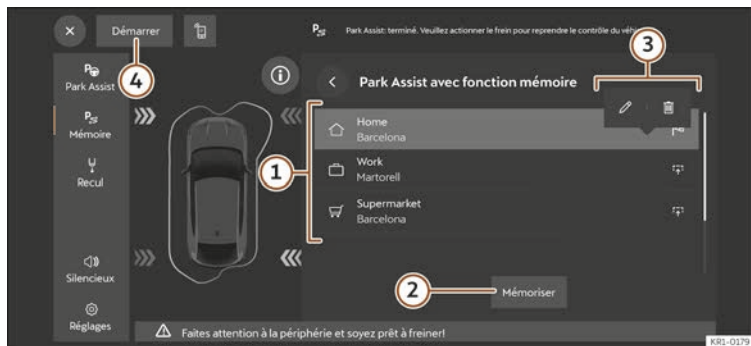 Démarrer
Park Assist: terminé. Veuillez actionner le frein pour reprendre le contrôle du
3
4
Park Assist
Park Assist avec fonction mémoire
Mémoire
Home
Barcelona
1
Work
Martorell
Recul
Supermarket
Barcelona
Silencieux
2
Mémoriser
Réglages
Faites attention à la périphérie et soyez prêt à freiner!
KR1-0179